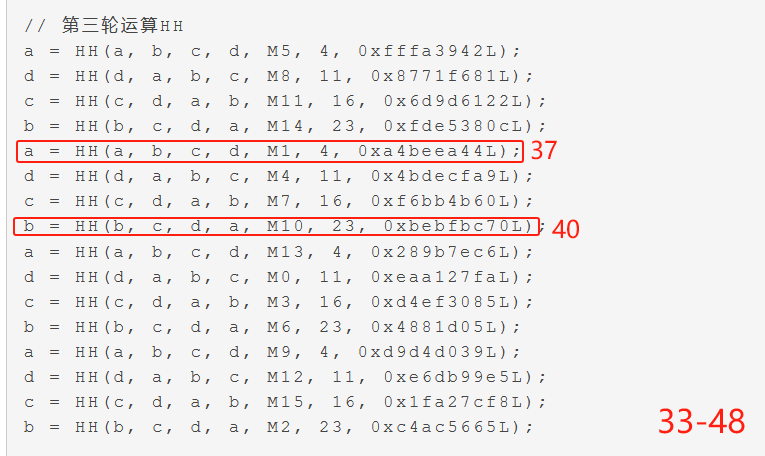 // 第三轮运算HH
a = HH(a, b, c, d, M5, 4, 0xfffa3942L);
d = HH(d, a, b, c, M8, 11, 0x8771f681L);
c = HH(c, d, a, b, M11, 16, 0x6d9d6122L);
b = HH(b, c, d, a, M14, 23, 0xfde5380cL);
a = HH(a, b, c, d, M1, 4, 0xa4beea44L); 37
d = HH(d, a, b, c, M4, 11, 0x4bdecfa9L);
c = HH(c, d, a, b, M7, 16, 0xf6bb4b60L);
b = HH(b, c, d, a, M10, 23, 0xbebfbc70L); 40
a = HH(a, b, c, d, M13, 4, 0x289b7ec6L);
d = HH(d, a, b, c, M0, 11, 0xeaa127faL);
c = HH(c, d, a, b, M3, 16, 0xd4ef3085L);
b = HH(b, c, d, a, M6, 23, 0x4881d05L);
a = HH(a, b, c, d, M9, 4, 0xd9d4d039L);
d = HH(d, a, b, c, M12, 11, 0xe6db99e5L);
c = HH(c, d, a, b, M15, 16, 0x1fa27cf8L);
b = HH(b, c, d, a, M2, 23, 0xc4ac5665L);
33-48